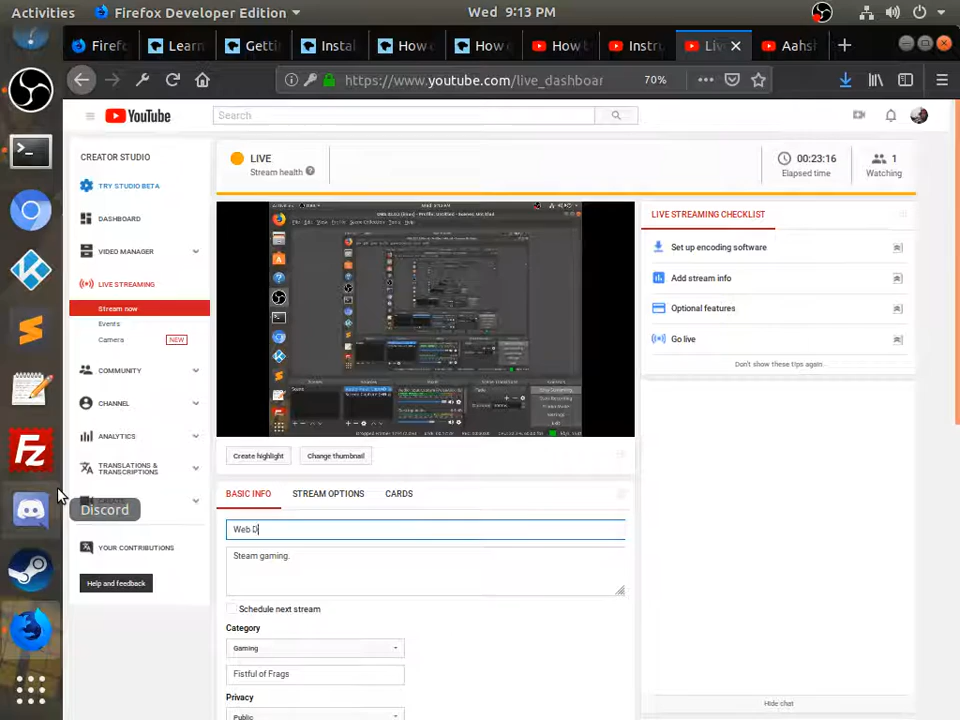 Activities Firefox Developer Edition Wed 9:13 PM
Firefo Learn Getti Instal How c How c How t Instru Liv Aahsl
https://www.youtube.com/live_dashboar 70%
YouTube Search
CREATOR STUDIO
TRY STUDIO BETA
DASHBOARD
VIDEO MANAGER
LIVE STREAMING
Stream now
Events
Camera NEW
COMMUNITY
CHANNEL
ANALYTICS
TRANSLATIONS &
TRANSCRIPTIONS
Discord
YOUR CONTRIBUTIONS
Help and feedback
LIVE
Stream health
00:23:16
Elapsed time
1
Watching
Create highlight Change thumbnail
BASIC INFO STREAM OPTIONS CARDS
Web D
Steam gaming.
Schedule next stream
Category
Gaming
Fistful of Frags
Privacy
Public
LIVE STREAMING CHECKLIST
Set up encoding software
Add stream info
Optional features
Go live
Don't show these tips again.
Hide chat